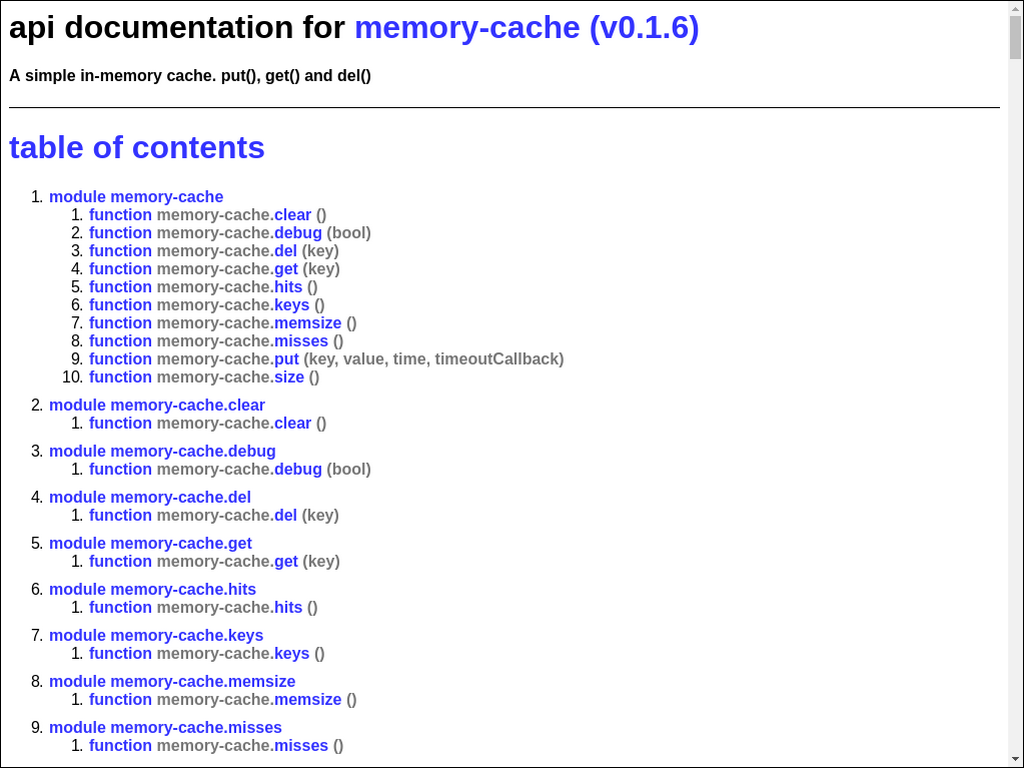 api documentation for memory-cache (v0.1.6)
A simple in-memory cache. put(), get() and del()
table of contents
1. module memory-cache
1. function memory-cache.clear ()
2. function memory-cache.debug (bool)
3. function memory-cache.del (key)
4. function memory-cache.get (key)
5. function memory-cache.hits ()
6. function memory-cache.keys ()
7. function memory-cache.memsize ()
8. function memory-cache.misses ()
9. function memory-cache.put (key, value, time, timeoutCallback)
10. function memory-cache.size ()
2. module memory-cache.clear
1. function memory-cache.clear ()
3. module memory-cache.debug
1. function memory-cache.debug (bool)
4. module memory-cache.del
1. function memory-cache.del (key)
5. module memory-cache.get
1. function memory-cache.get (key)
6. module memory-cache.hits
1. function memory-cache.hits ()
7. module memory-cache.keys
1. function memory-cache.keys ()
8. module memory-cache.memsize
1. function memory-cache.memsize ()
9. module memory-cache.misses
1. function memory-cache.misses ()